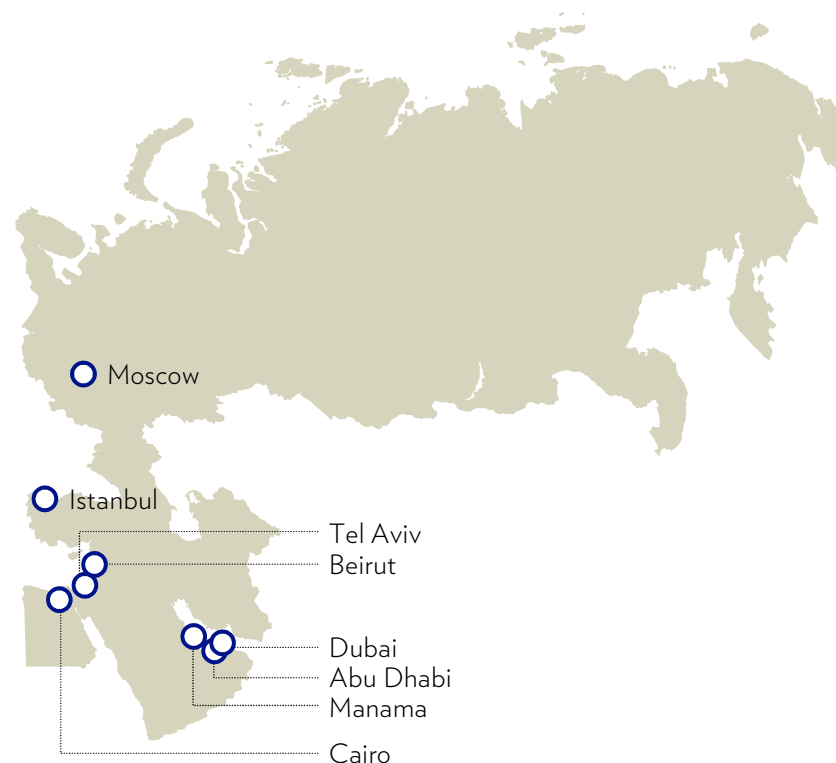 Moscow
Istanbul
Tel Aviv
Beirut
Dubai
Abu Dhabi
Manama
Cairo